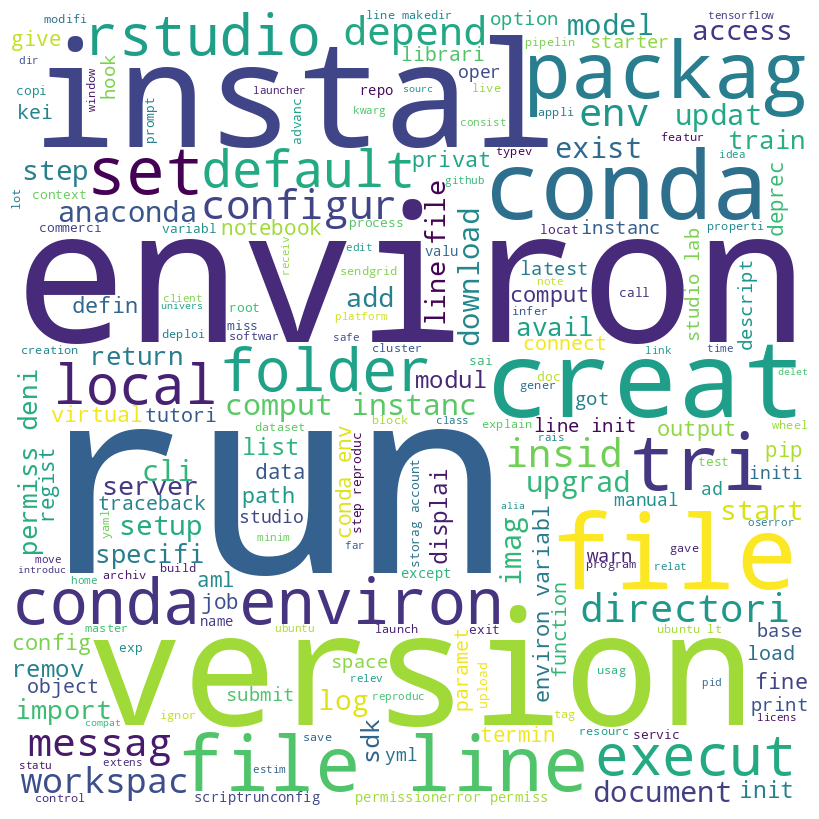 modifi
line makedir
option
tensorflow
give
rstudio
depend
model
access
dir
hook
librari
pipelin
starter
instal
packag
copi
window
launcher
oper
repo
sourc
live
kei
prompt
advanc
kwarg
consist
appli
env
updat
featur
set
default
privat
typev
exist
train
step
github
idea
conda
lot
context
anaconda
configur
process
line file
deprec
commerci
variabl
notebook
locat
instanc
properti
environ
receiv
edit
valu
download
latest
note
call
studio lab
descript
sendgrid
defin
client
root
add
comput
univers
platform
infer
avail
deploi
miss
softwar
safe
cluster
connect
link
time
creation
return
folder
sai
gener
doc
creat
delet
local
modul
got
permiss deni
virtual
tutori
comput instanc
dataset
block
class
explain
line init
output
wheel
run
list
conda env
step reproduc
rais
insid
tri
test
pip
cli
regist
server
data
path
storag account
displai
upgrad
ad
initi
traceback
studio
manual
setup
minim
far
imag
alia
oserror
start
specifi
yaml
file
move
introduc
archiv
build
aml
except
environ variabl
warn
gave
program
relat
home
conda environ
job
name
function
directori
config
master
ubuntu
launch
exit
ubuntu lt
base
exp
version
remov
space
relev
paramet
upload
usag
pid
load
object
submit
log
reproduc
fine
import
compat
ignor
tag
print
messag
save
sdk
termin
resourc
servic
licens
statu
extens
estim
file line
yml
execut
workspac
control
scriptrunconfig
permissionerror permiss
document
init